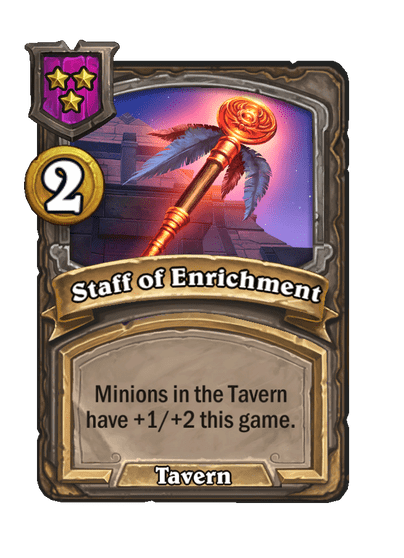 2
Staff of Enrichment
Minions in the Tavern
have +1/+2 this game.
Tavern